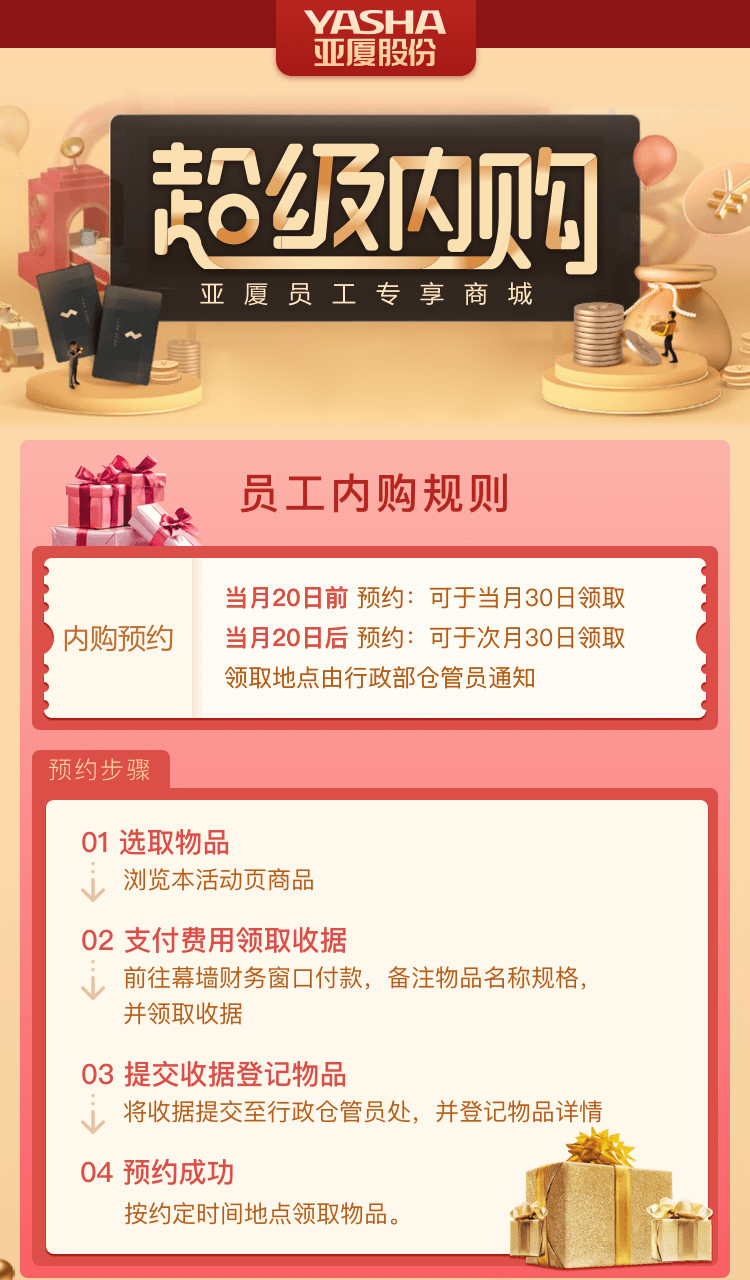 YASHA
亚厦股份
超级内购
亚厦员工专享商城
员工内购规则
内购预约
当月20日前 预约：可于当月30日领取
当月20日后 预约：可于次月30日领取
领取地点由行政部仓管员通知
预约步骤
01 选取物品
浏览本活动页商品
02 支付费用领取收据
前往幕墙财务窗口付款，备注物品名称规格，
并领取收据
03 提交收据登记物品
将收据提交至行政仓管员处，并登记物品详情
04 预约成功
按约定时间地点领取物品。